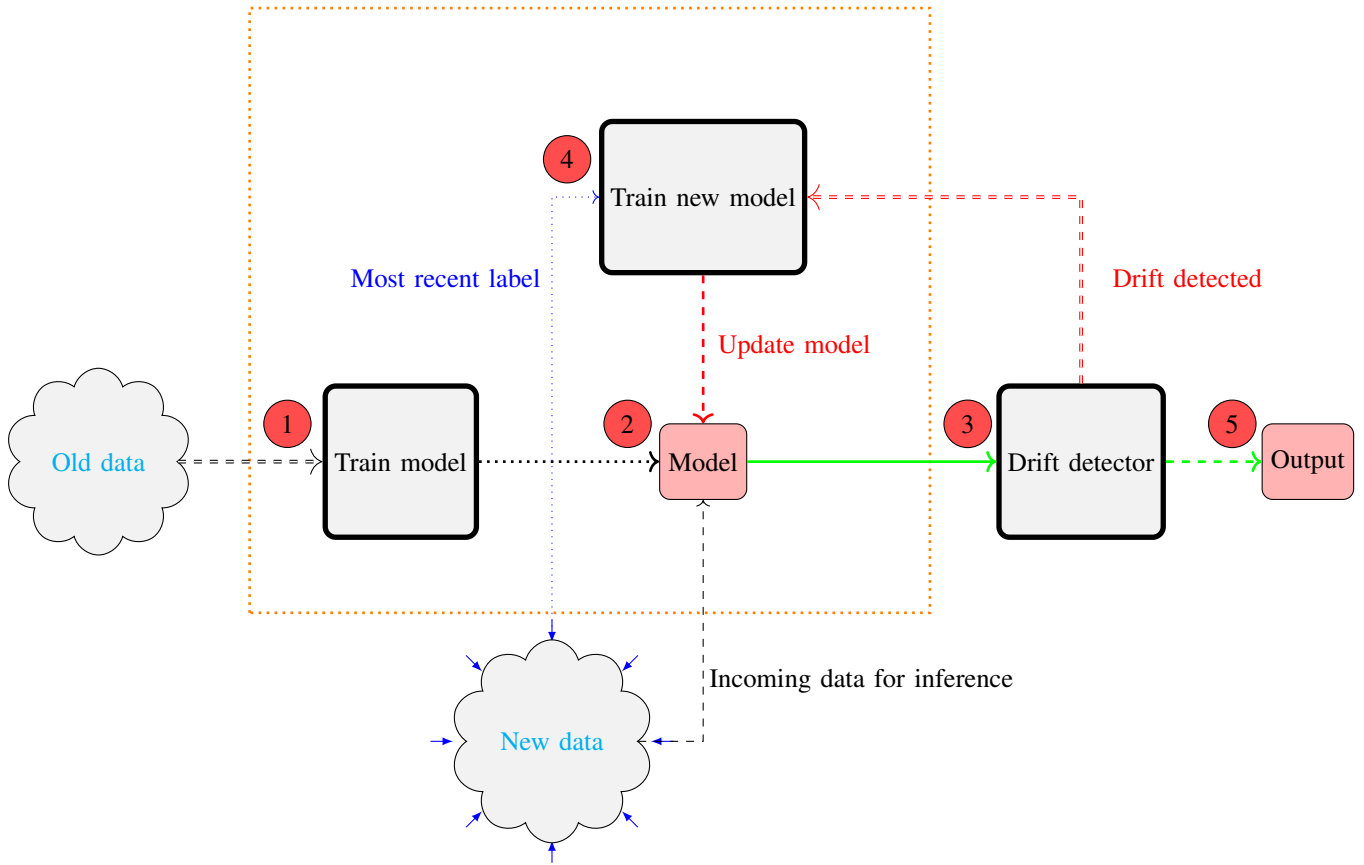 4
Train new model
Most recent label
Drift detected
Update model
1
2
3
5
Old data
Train model
Model
Drift detector
Output
Incoming data for inference
New data